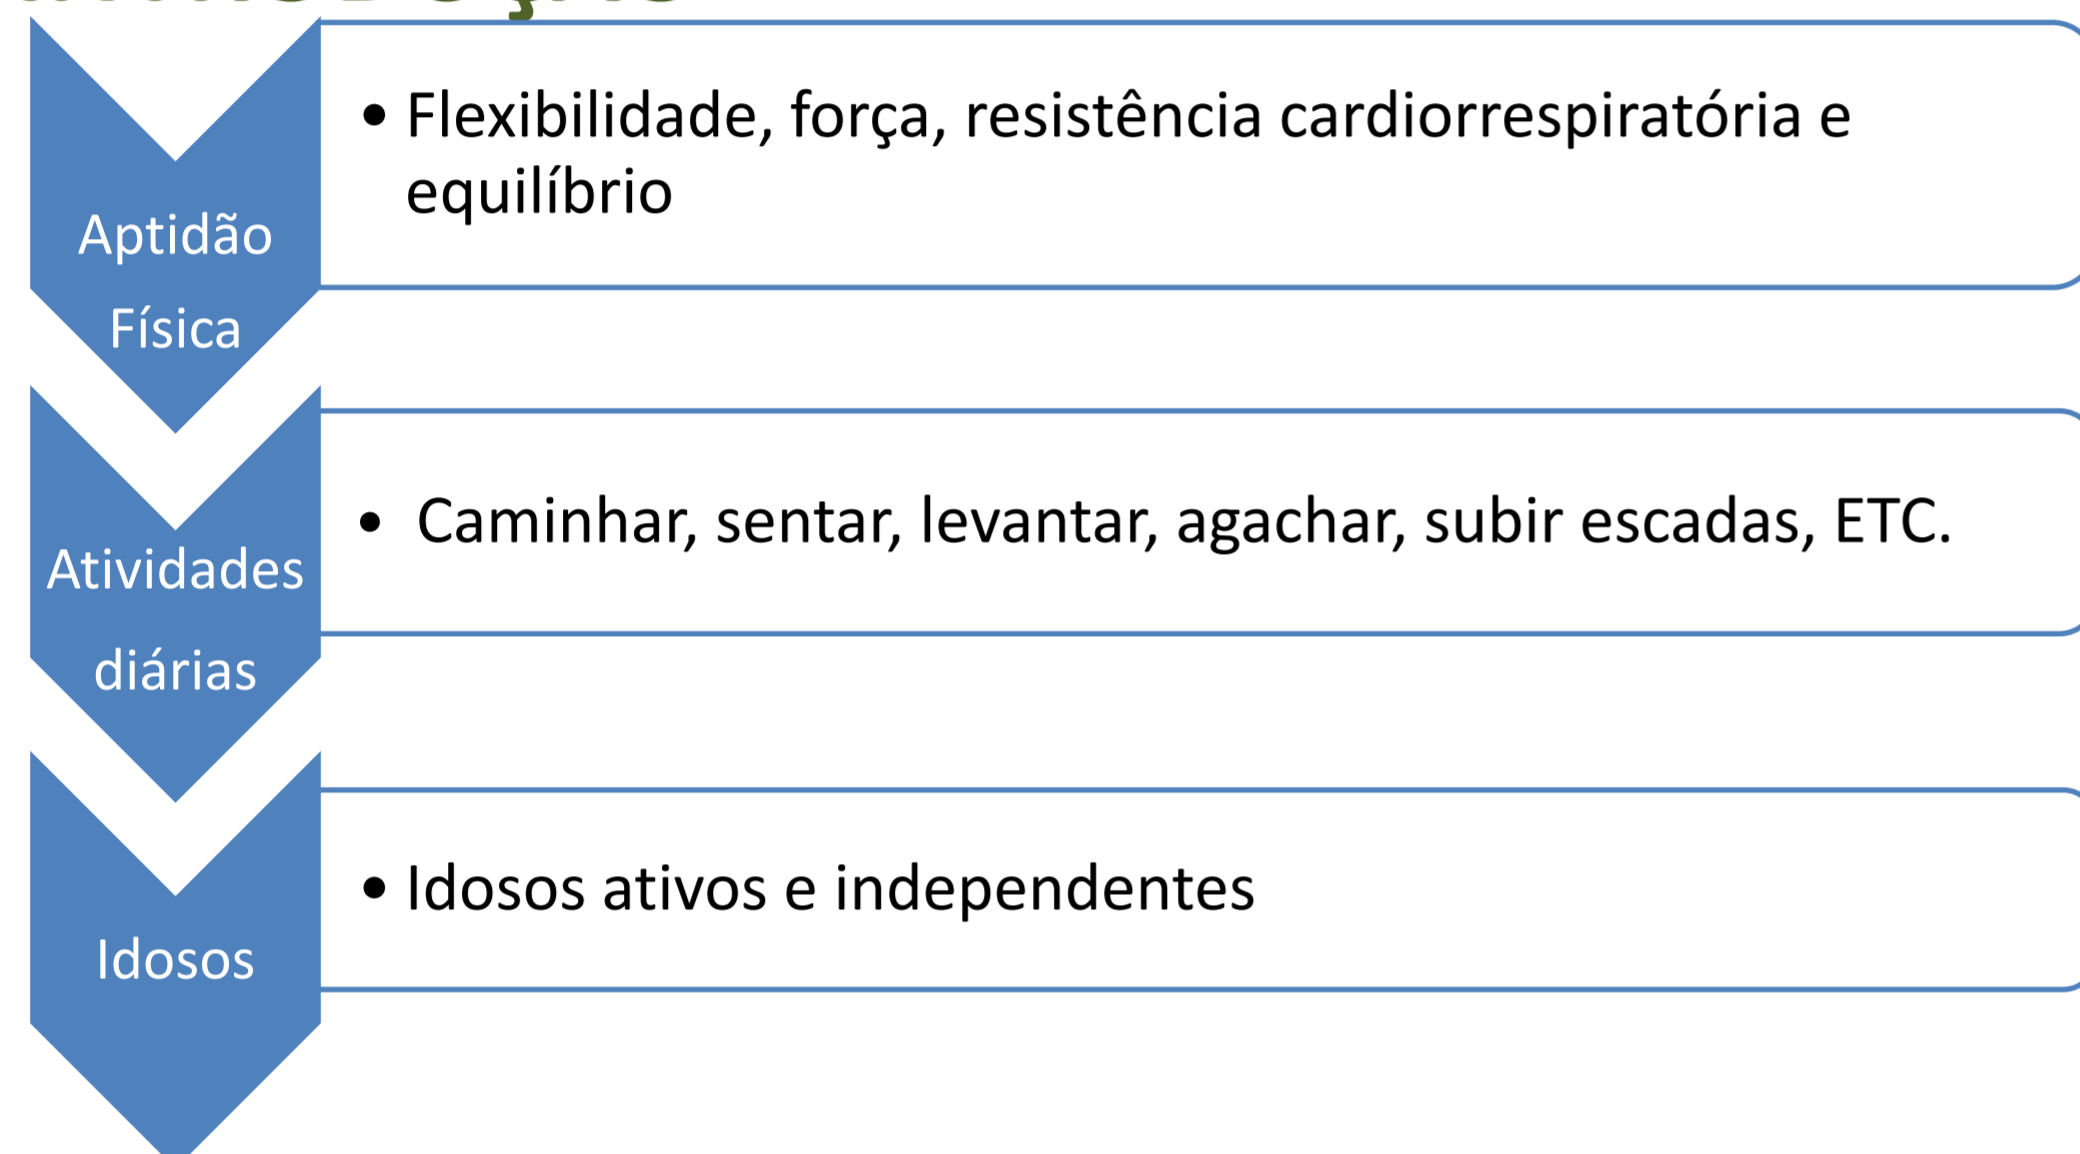 Aptidão
Física
• Flexibilidade, força, resistência cardiorrespiratória e
equilíbrio
Atividades
diárias
• Caminhar, sentar, levantar, agachar, subir escadas, ETC.
Idosos
• Idosos ativos e independentes